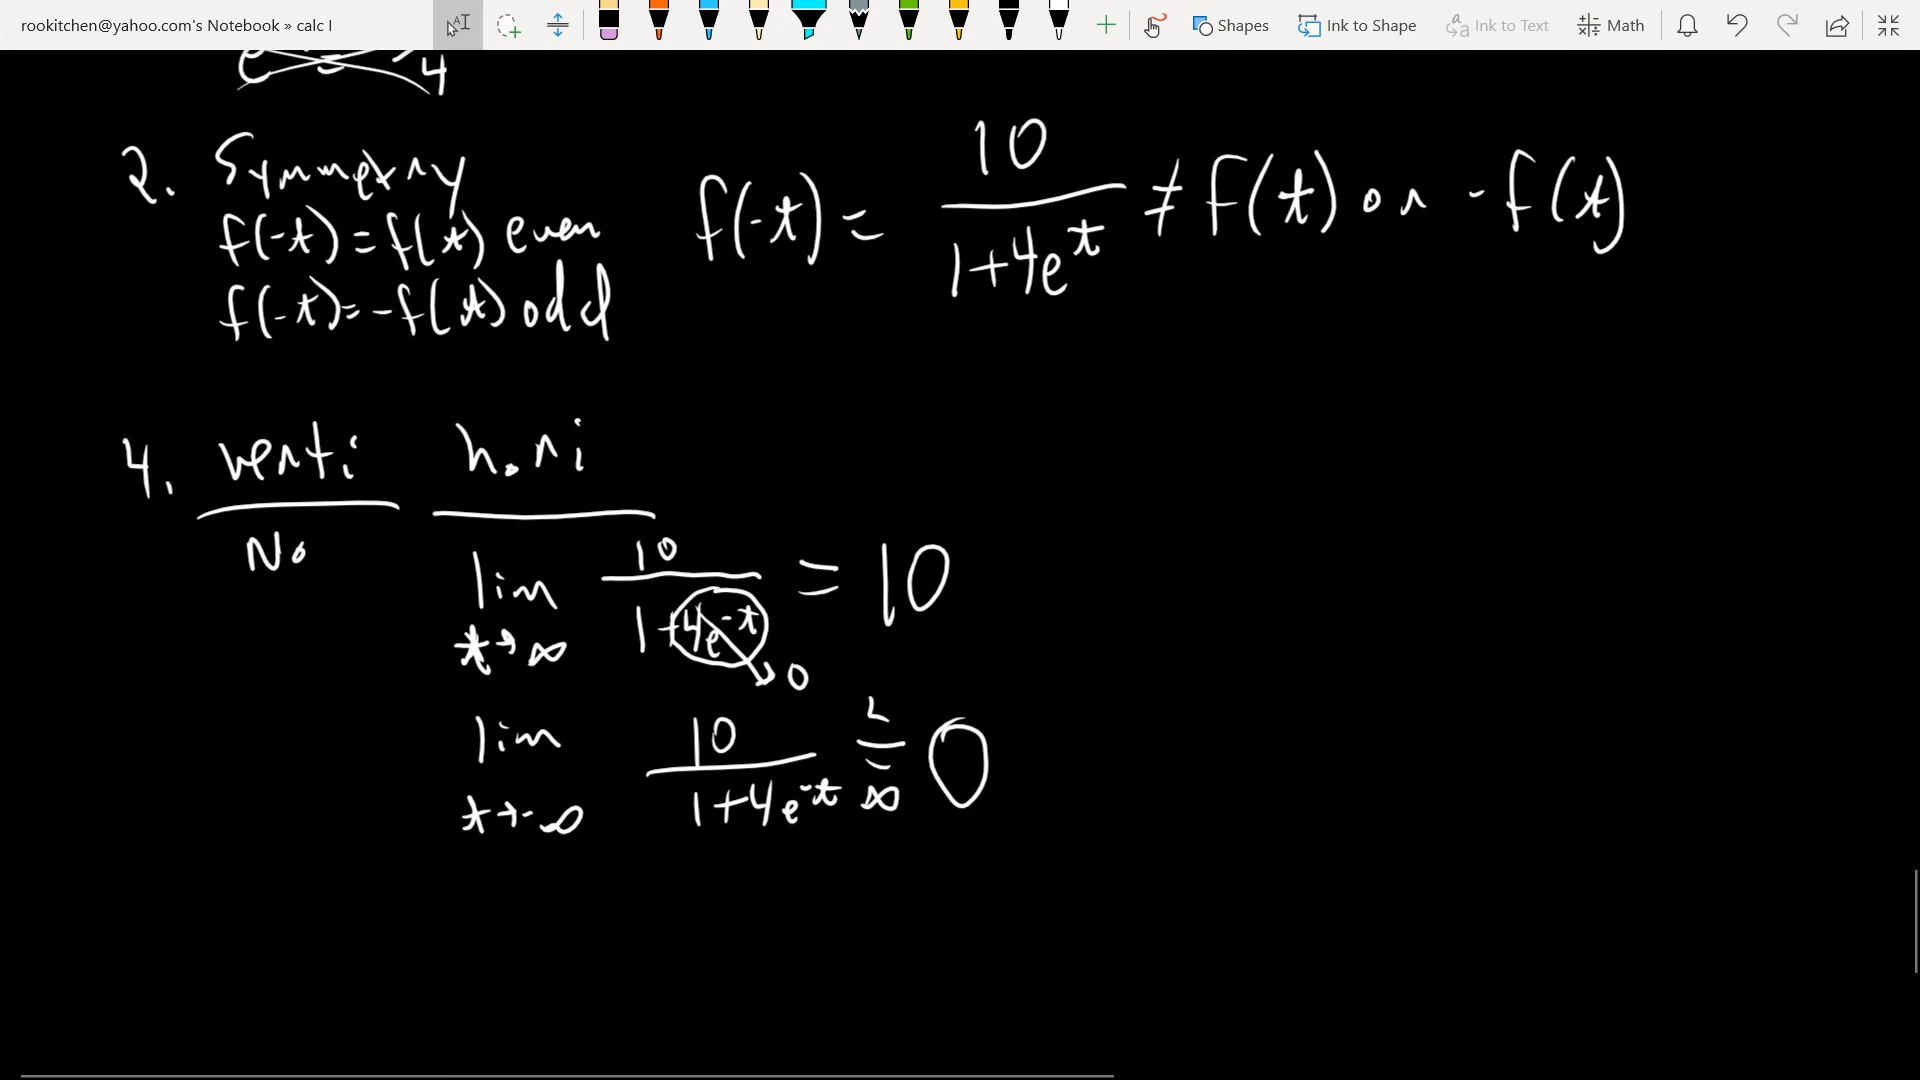 rookitchen@yahoo.com's Notebook » calc I
Shapes Ink to Shape Ink to Text Math
4
2. Symmetry
f(-t) = f(t) even
f(-t) = -f(t) odd
f(-t) = 10 / 1+4e^t ≠ f(t) or -f(t)
4. verti hori
No
lim t→∞ 10 / 1+4e^-t = 10
0
lim t→-∞ 10 / 1+4e^-t = 0
∞